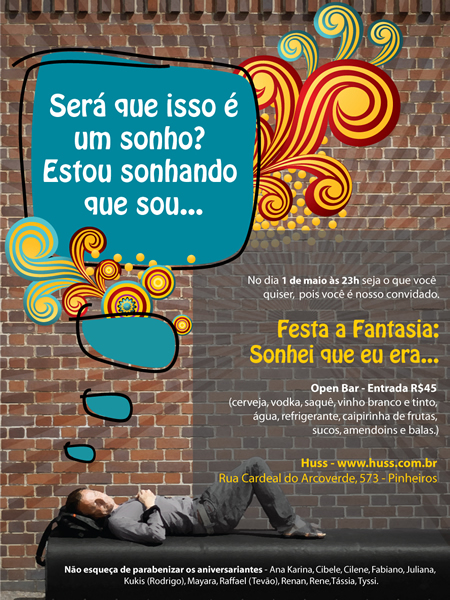 Será que isso é
um sonho?
Estou sonhando
que sou...
No dia 1 de maio às 23h seja o que você
quiser, pois você é nosso convidado.
Festa a Fantasia:
Sonhei que eu era...
Open Bar - Entrada R$45
(cerveja, vodka, saquê, vinho branco e tinto,
água, refrigerante, caipirinha de frutas,
sucos, amendoins e balas.)
Huss - www.huss.com.br
Rua Cardeal do Arcoverde, 573 - Pinheiros
Não esqueça de parabenizar os aniversariantes - Ana Karina, Cibele, Cilene, Fabiano, Juliana,
Kukis (Rodrigo), Mayara, Raffael (Tevão), Renan, Rene,Tássia, Tyssi.